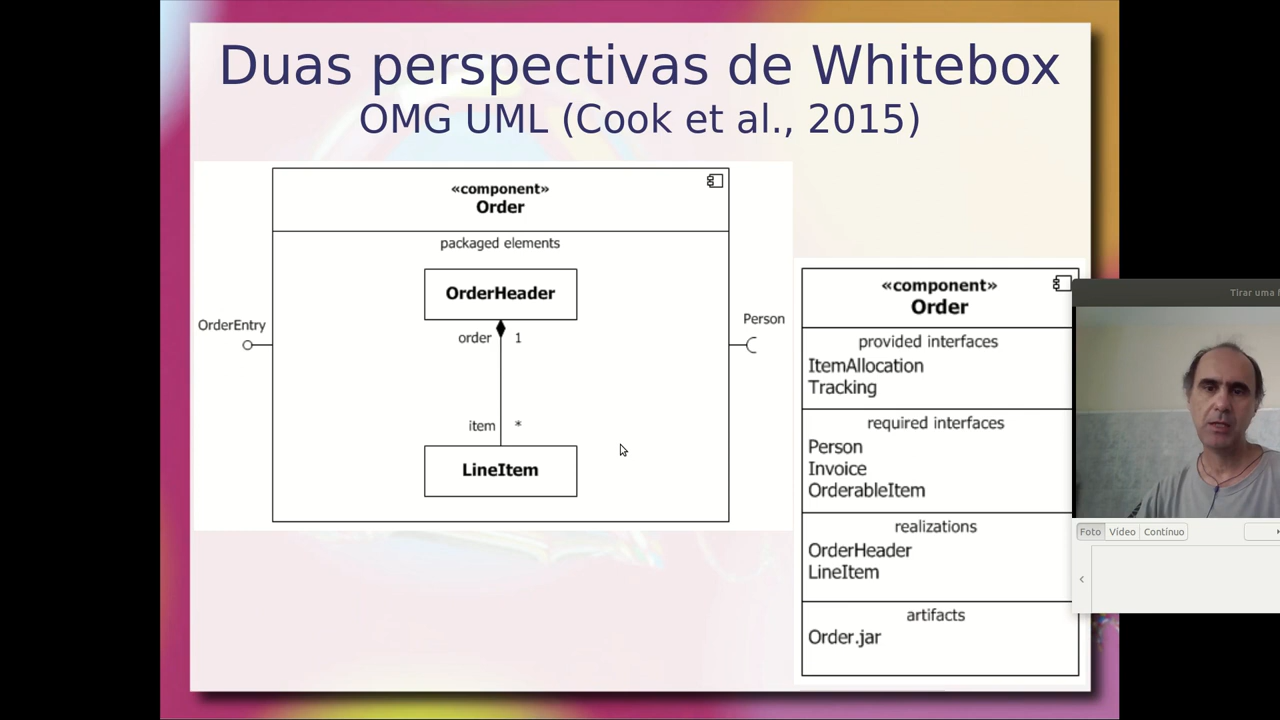 Duas perspectivas de Whitebox
OMG UML (Cook et al., 2015)
«component»
Order
packaged elements
OrderHeader
OrderEntry
order 1
Person
item *
LineItem
«component»
Order
provided interfaces
ItemAllocation
Tracking
required interfaces
Person
Invoice
OrderableItem
realizations
OrderHeader
LineItem
artifacts
Order.jar
Tirar uma
Foto Vídeo Contínuo